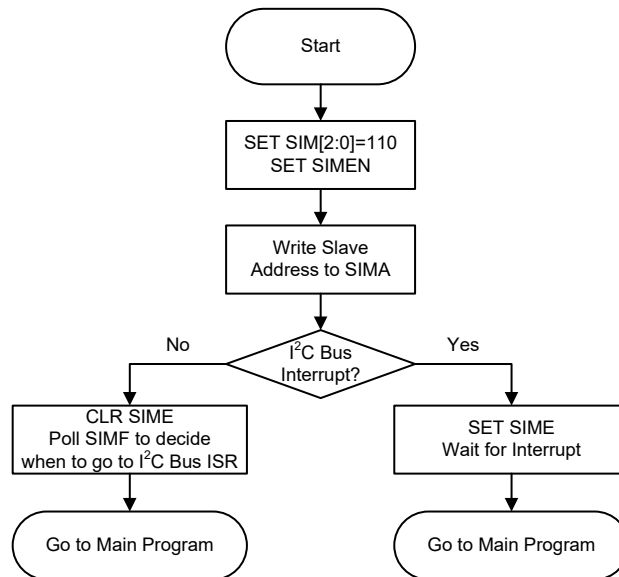 Start
SET SIM[2:0]=110
SET SIMEN
Write Slave
Address to SIMA
No
I²C Bus
Interrupt?
Yes
CLR SIME
Poll SIMF to decide
when to go to I²C Bus ISR
SET SIME
Wait for Interrupt
Go to Main Program
Go to Main Program